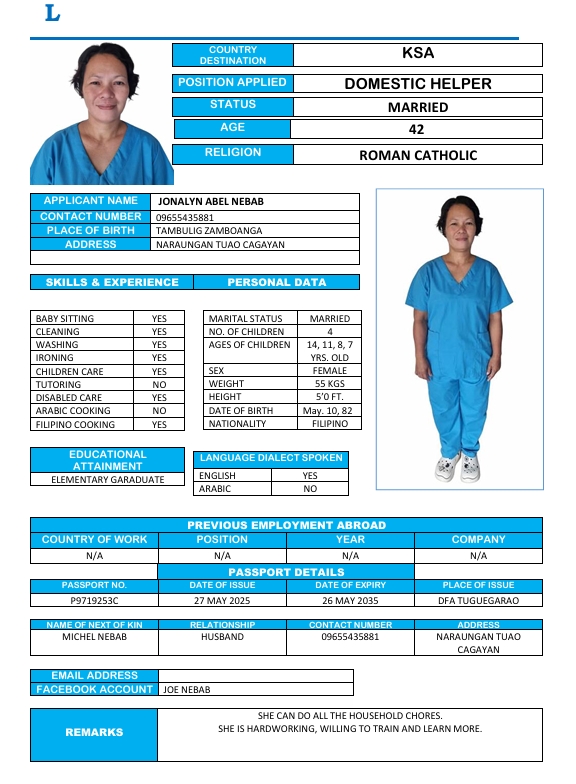 L
COUNTRY DESTINATION KSA
POSITION APPLIED DOMESTIC HELPER
STATUS MARRIED
AGE 42
RELIGION ROMAN CATHOLIC
APPLICANT NAME JONALYN ABEL NEBAB
CONTACT NUMBER 09655435881
PLACE OF BIRTH TAMBULIG ZAMBOANGA
ADDRESS NARAUNGAN TUAO CAGAYAN
SKILLS & EXPERIENCE PERSONAL DATA
BABY SITTING YES
CLEANING YES
WASHING YES
IRONING YES
CHILDREN CARE YES
TUTORING NO
DISABLED CARE YES
ARABIC COOKING NO
FILIPINO COOKING YES
MARITAL STATUS MARRIED
NO. OF CHILDREN 4
AGES OF CHILDREN 14, 11, 8, 7
YRS. OLD
SEX FEMALE
WEIGHT 55 KGS
HEIGHT 5'0 FT.
DATE OF BIRTH May. 10, 82
NATIONALITY FILIPINO
EDUCATIONAL
ATTAINMENT
ELEMENTARY GARADUATE
LANGUAGE DIALECT SPOKEN
ENGLISH YES
ARABIC NO
PREVIOUS EMPLOYMENT ABROAD
COUNTRY OF WORK POSITION YEAR COMPANY
N/A N/A N/A N/A
PASSPORT DETAILS
PASSPORT NO. DATE OF ISSUE DATE OF EXPIRY PLACE OF ISSUE
P9719253C 27 MAY 2025 26 MAY 2035 DFA TUGUEGARAO
NAME OF NEXT OF KIN RELATIONSHIP CONTACT NUMBER ADDRESS
MICHEL NEBAB HUSBAND 09655435881 NARAUNGAN TUAO
CAGAYAN
EMAIL ADDRESS
FACEBOOK ACCOUNT JOE NEBAB
REMARKS
SHE CAN DO ALL THE HOUSEHOLD CHORES.
SHE IS HARDWORKING, WILLING TO TRAIN AND LEARN MORE.